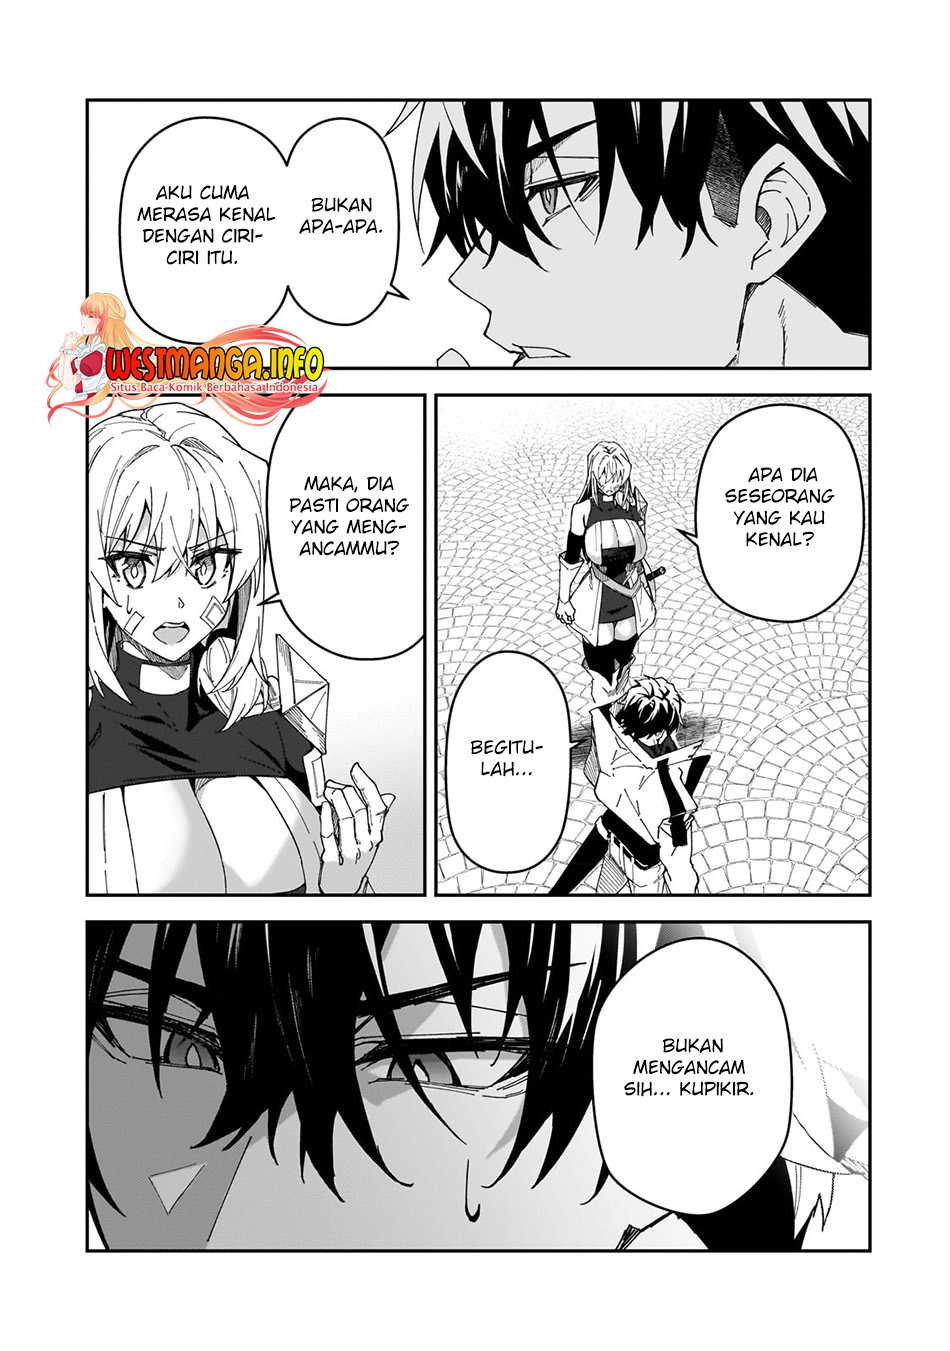 BUKAN
APA-APA.
AKU CUMA
MERASA KENAL
DENGAN CIRI-
CIRI ITU.
WESTMANGA.INFO
Situs Baca Komik Berbahasa Indonesia
APA DIA
SESEORANG
YANG KAU
KENAL?
BEGITU-
LAH...
MAKA, DIA
PASTI ORANG
YANG MENG-
ANCAMMU?
BUKAN
MENGANCAM
SIH... KUPIKIR.